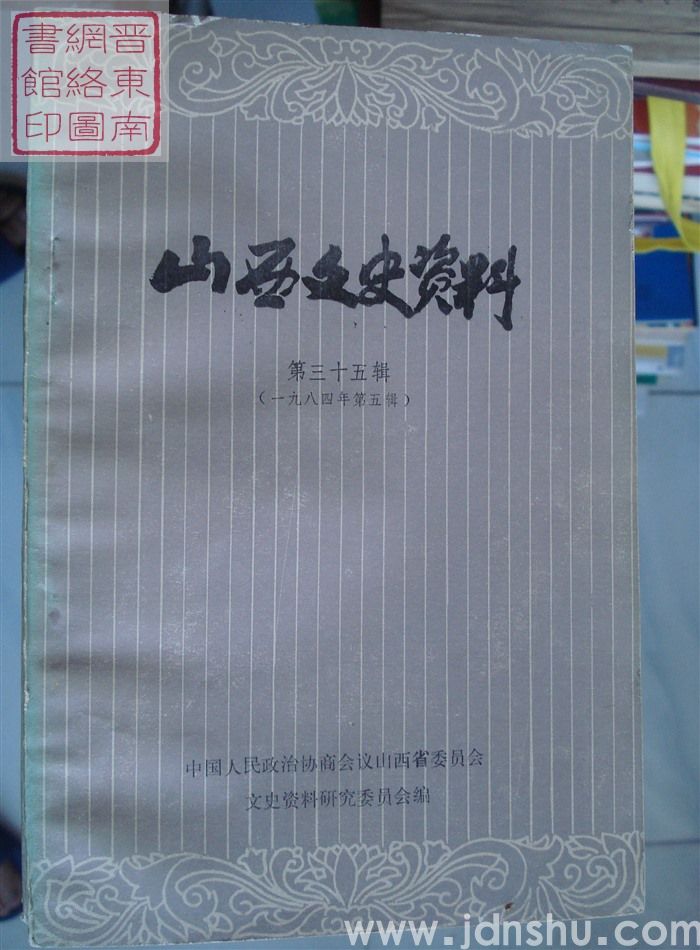 晋東南
網絡圖
書館印
山西文史资料
第三十五辑
(一九八四年第五辑)
中国人民政治协商会议山西省委员会
文史资料研究委员会编
www.jdnshu.com